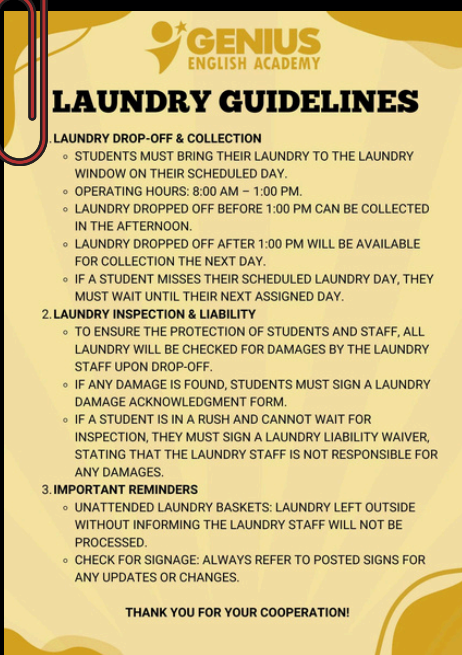 GENIUS
ENGLISH ACADEMY
LAUNDRY GUIDELINES
. LAUNDRY DROP-OFF & COLLECTION
STUDENTS MUST BRING THEIR LAUNDRY TO THE LAUNDRY
WINDOW ON THEIR SCHEDULED DAY.
OPERATING HOURS: 8:00 AM – 1:00 PM.
LAUNDRY DROPPED OFF BEFORE 1:00 PM CAN BE COLLECTED
IN THE AFTERNOON.
LAUNDRY DROPPED OFF AFTER 1:00 PM WILL BE AVAILABLE
FOR COLLECTION THE NEXT DAY.
IF A STUDENT MISSES THEIR SCHEDULED LAUNDRY DAY, THEY
MUST WAIT UNTIL THEIR NEXT ASSIGNED DAY.
2. LAUNDRY INSPECTION & LIABILITY
TO ENSURE THE PROTECTION OF STUDENTS AND STAFF, ALL
LAUNDRY WILL BE CHECKED FOR DAMAGES BY THE LAUNDRY
STAFF UPON DROP-OFF.
IF ANY DAMAGE IS FOUND, STUDENTS MUST SIGN A LAUNDRY
DAMAGE ACKNOWLEDGMENT FORM.
IF A STUDENT IS IN A RUSH AND CANNOT WAIT FOR
INSPECTION, THEY MUST SIGN A LAUNDRY LIABILITY WAIVER,
STATING THAT THE LAUNDRY STAFF IS NOT RESPONSIBLE FOR
ANY DAMAGES.
3. IMPORTANT REMINDERS
UNATTENDED LAUNDRY BASKETS: LAUNDRY LEFT OUTSIDE
WITHOUT INFORMING THE LAUNDRY STAFF WILL NOT BE
PROCESSED.
CHECK FOR SIGNAGE: ALWAYS REFER TO POSTED SIGNS FOR
ANY UPDATES OR CHANGES.
THANK YOU FOR YOUR COOPERATION!